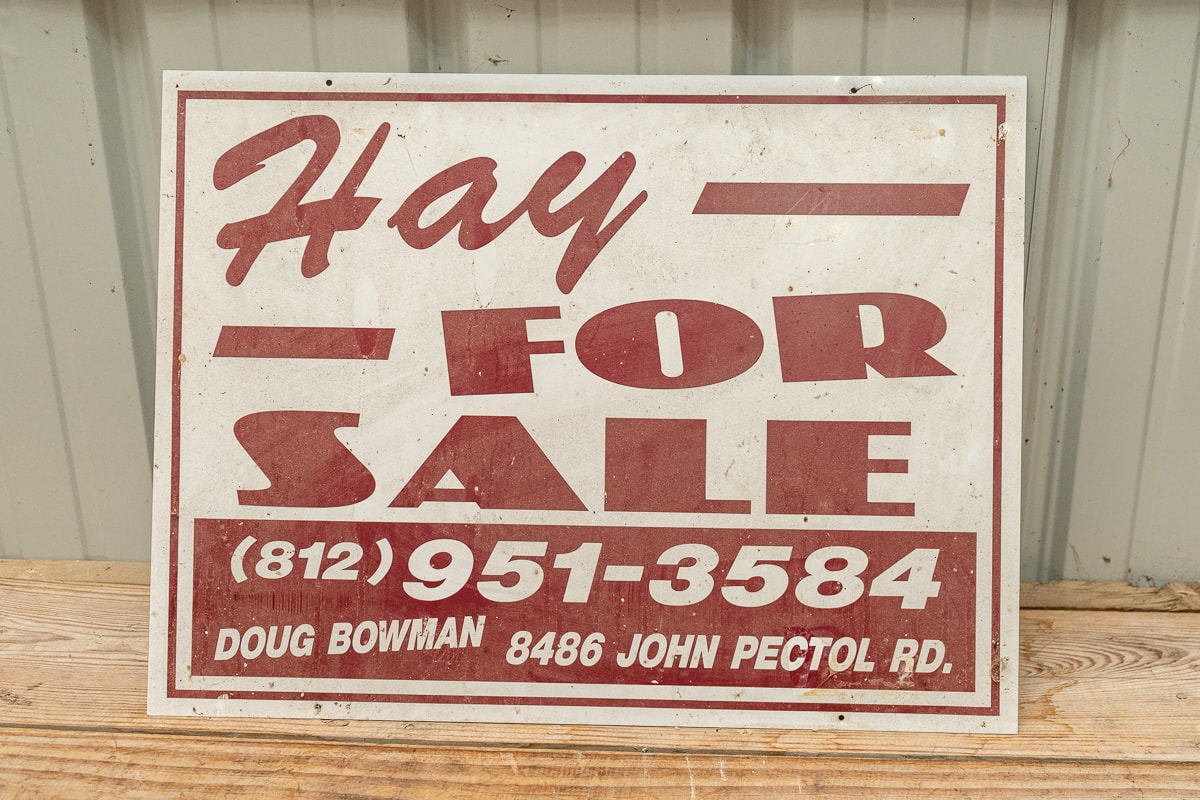 Hay
FOR
SALE
(812) 951-3584
DOUG BOWMAN 8486 JOHN PECTOL RD.